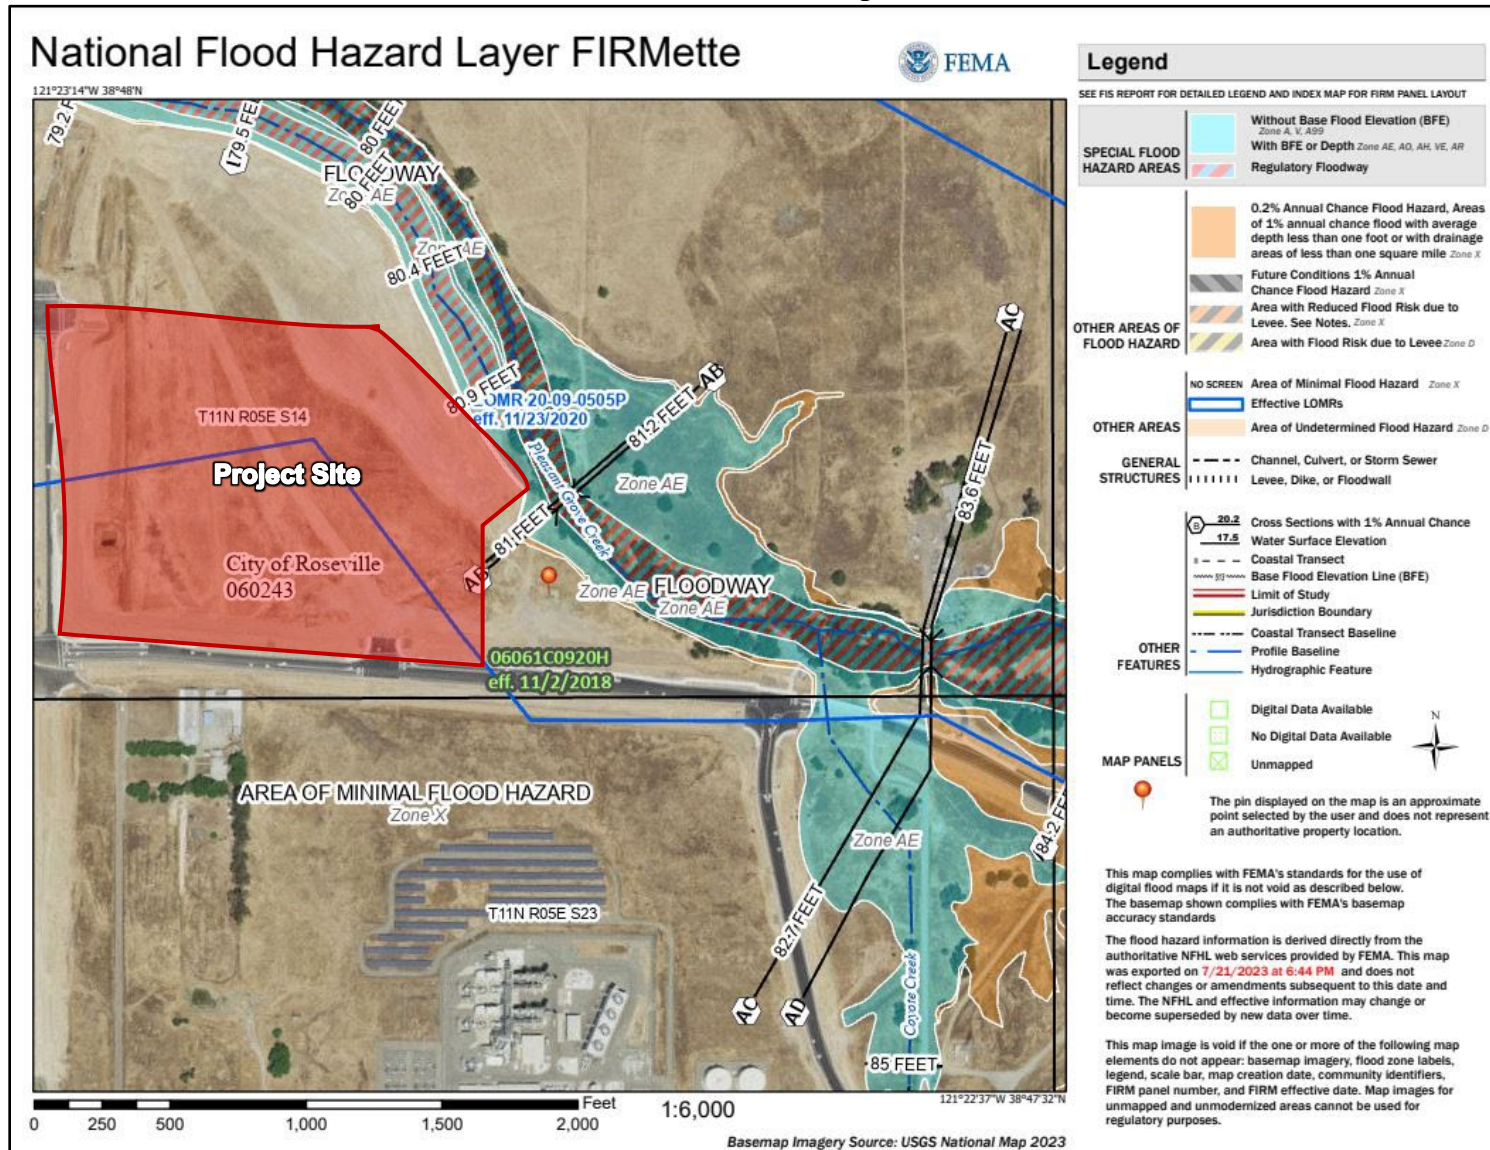 National Flood Hazard Layer FIRMette
FEMA
121°23'14"W 38°48'N
79.5 FEET
80 FEET
80 FEET
FLOODWAY
Zone AE
Zone AE
80.4 FEET
80.9 FEET
LOMR 20-09-0505P
eff. 11/23/2020
AB
81.2 FEET
Pleasant Grove Creek
Zone AE
AC
83.6 FEET
T11N R05E S14
Project Site
City of Roseville
060243
AB
81 FEET
Zone AE
FLOODWAY
Zone AE
06061C0920H
eff. 11/2/2018
AREA OF MINIMAL FLOOD HAZARD
Zone X
T11N R05E S23
Zone AE
82.7 FEET
AC
AD
Coyote Creek
85 FEET
0 250 500 1,000 1,500 2,000
Feet
1:6,000
121°22'37"W 38°47'32"N
Basemap Imagery Source: USGS National Map 2023
Legend
SEE FIS REPORT FOR DETAILED LEGEND AND INDEX MAP FOR FIRM PANEL LAYOUT
SPECIAL FLOOD
HAZARD AREAS
Without Base Flood Elevation (BFE)
Zone A, V, A99
With BFE or Depth Zone AE, AO, AH, VE, AR
Regulatory Floodway
OTHER AREAS OF
FLOOD HAZARD
0.2% Annual Chance Flood Hazard, Areas
of 1% annual chance flood with average
depth less than one foot or with drainage
areas of less than one square mile Zone X
Future Conditions 1% Annual
Chance Flood Hazard Zone X
Area with Reduced Flood Risk due to
Levee. See Notes. Zone X
Area with Flood Risk due to Levee Zone D
OTHER AREAS
NO SCREEN Area of Minimal Flood Hazard Zone X
Effective LOMRs
Area of Undetermined Flood Hazard Zone D
GENERAL
STRUCTURES
Channel, Culvert, or Storm Sewer
Levee, Dike, or Floodwall
OTHER
FEATURES
B 20.2 Cross Sections with 1% Annual Chance
17.5 Water Surface Elevation
8 Coastal Transect
513 Base Flood Elevation Line (BFE)
Limit of Study
Jurisdiction Boundary
Coastal Transect Baseline
Profile Baseline
Hydrographic Feature
MAP PANELS
Digital Data Available
No Digital Data Available
Unmapped
N
The pin displayed on the map is an approximate
point selected by the user and does not represent
an authoritative property location.
This map complies with FEMA's standards for the use of
digital flood maps if it is not void as described below.
The basemap shown complies with FEMA's basemap
accuracy standards
The flood hazard information is derived directly from the
authoritative NFHL web services provided by FEMA. This map
was exported on 7/21/2023 at 6:44 PM and does not
reflect changes or amendments subsequent to this date and
time. The NFHL and effective information may change or
become superseded by new data over time.
This map image is void if the one or more of the following map
elements do not appear: basemap imagery, flood zone labels,
legend, scale bar, map creation date, community identifiers,
FIRM panel number, and FIRM effective date. Map images for
unmapped and unmodernized areas cannot be used for
regulatory purposes.